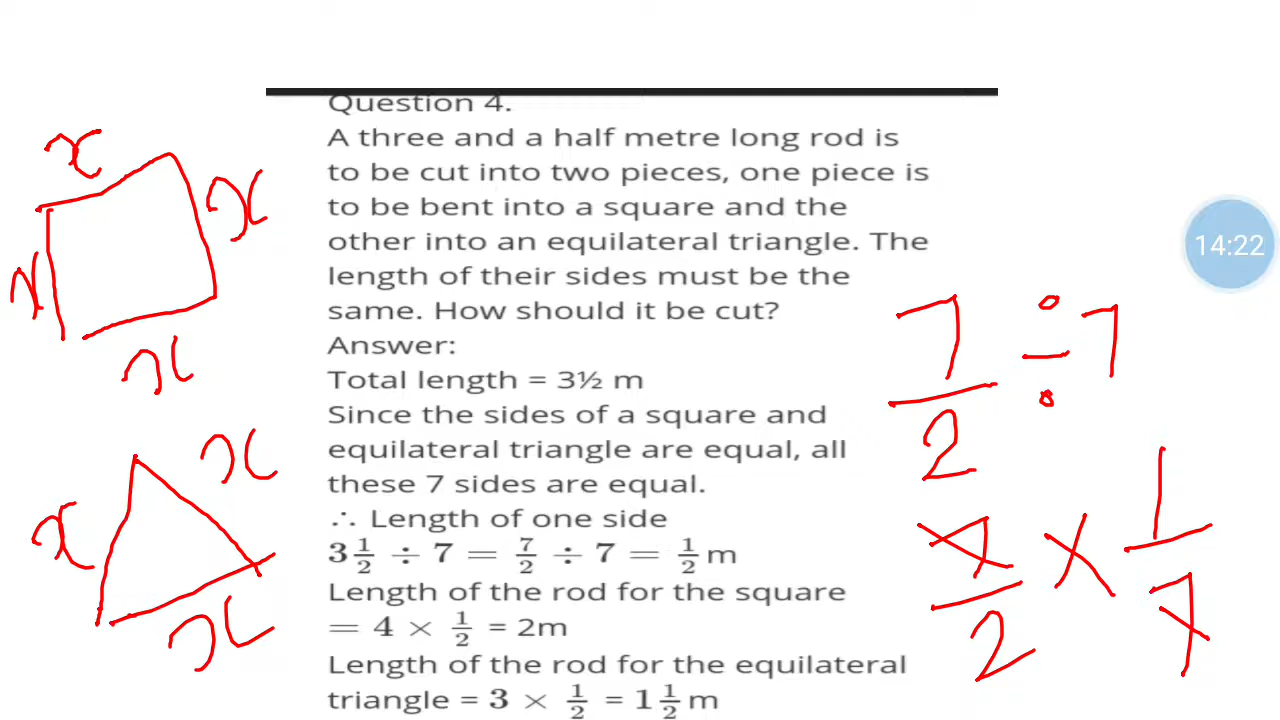 Question 4.
A three and a half metre long rod is
to be cut into two pieces, one piece is
to be bent into a square and the
other into an equilateral triangle. The
length of their sides must be the
same. How should it be cut?
Answer:
Total length = 3½ m
Since the sides of a square and
equilateral triangle are equal, all
these 7 sides are equal.
∴ Length of one side
3 1/2 ÷ 7 = 7/2 ÷ 7 = 1/2 m
Length of the rod for the square
= 4 × 1/2 = 2m
Length of the rod for the equilateral
triangle = 3 × 1/2 = 1 1/2 m
x
x
x
x
x
x
x
14:22
7/2 ÷ 7
7/2 × 1/7